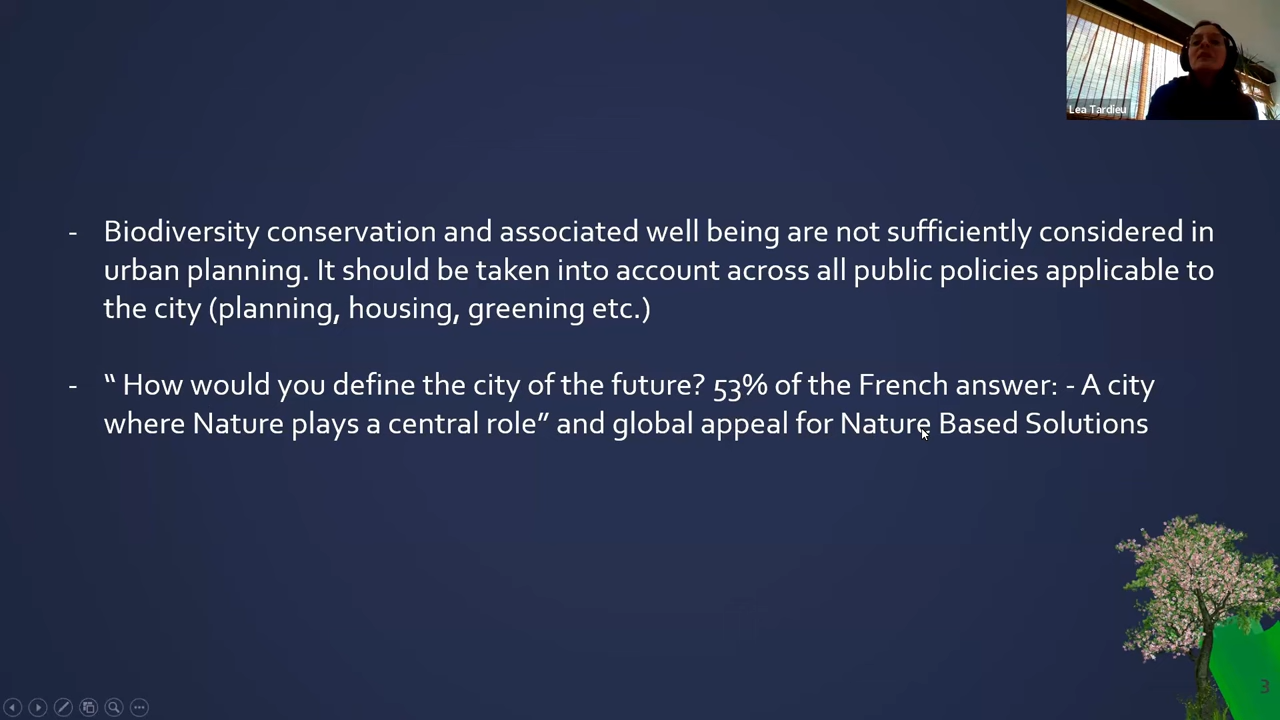 Lea Tardieu
- Biodiversity conservation and associated well being are not sufficiently considered in
urban planning. It should be taken into account across all public policies applicable to
the city (planning, housing, greening etc.)
- “ How would you define the city of the future? 53% of the French answer: - A city
where Nature plays a central role” and global appeal for Nature Based Solutions
3